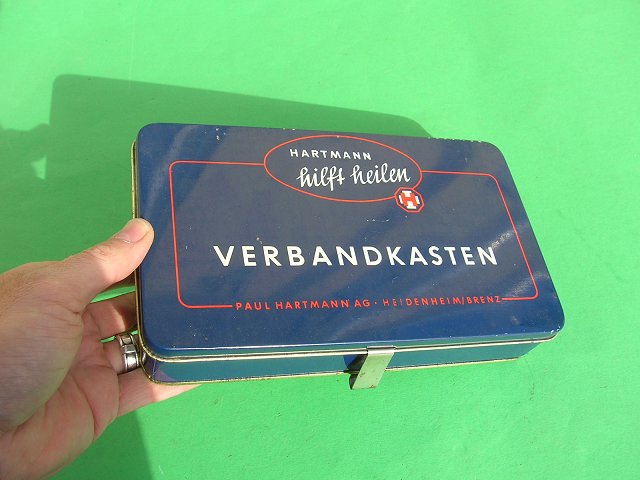 HARTMANN
hilft heilen
H
VERBANDKASTEN
PAUL HARTMANN AG · HEIDENHEIM/BRENZ